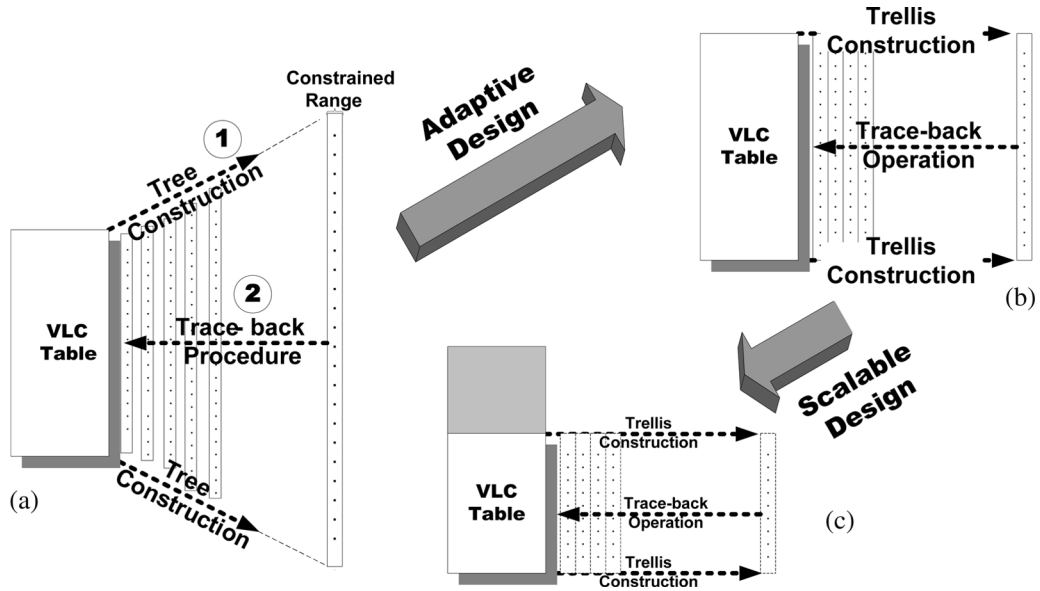 Constrained
Range
1
Tree
Construction
2
Trace- back
Procedure
VLC
Table
Tree
Construction
(a)
Adaptive
Design
Trellis
Construction
VLC
Table
Trace-back
Operation
Trellis
Construction
(b)
Scalable
Design
Trellis
Construction
VLC
Table
Trace-back
Operation
Trellis
Construction
(c)